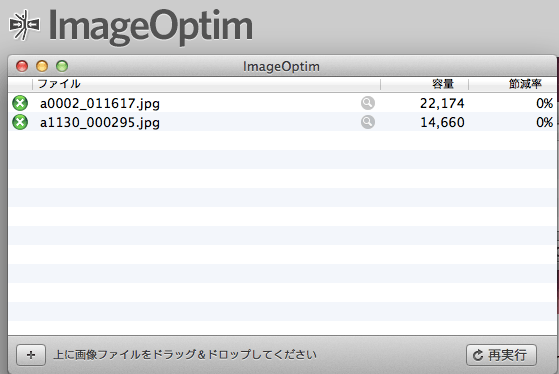 ImageOptim
ImageOptim
ファイル 容量 節減率
a0002_011617.jpg 22,174 0%
a1130_000295.jpg 14,660 0%
+ 上に画像ファイルをドラッグ＆ドロップしてください 再実行